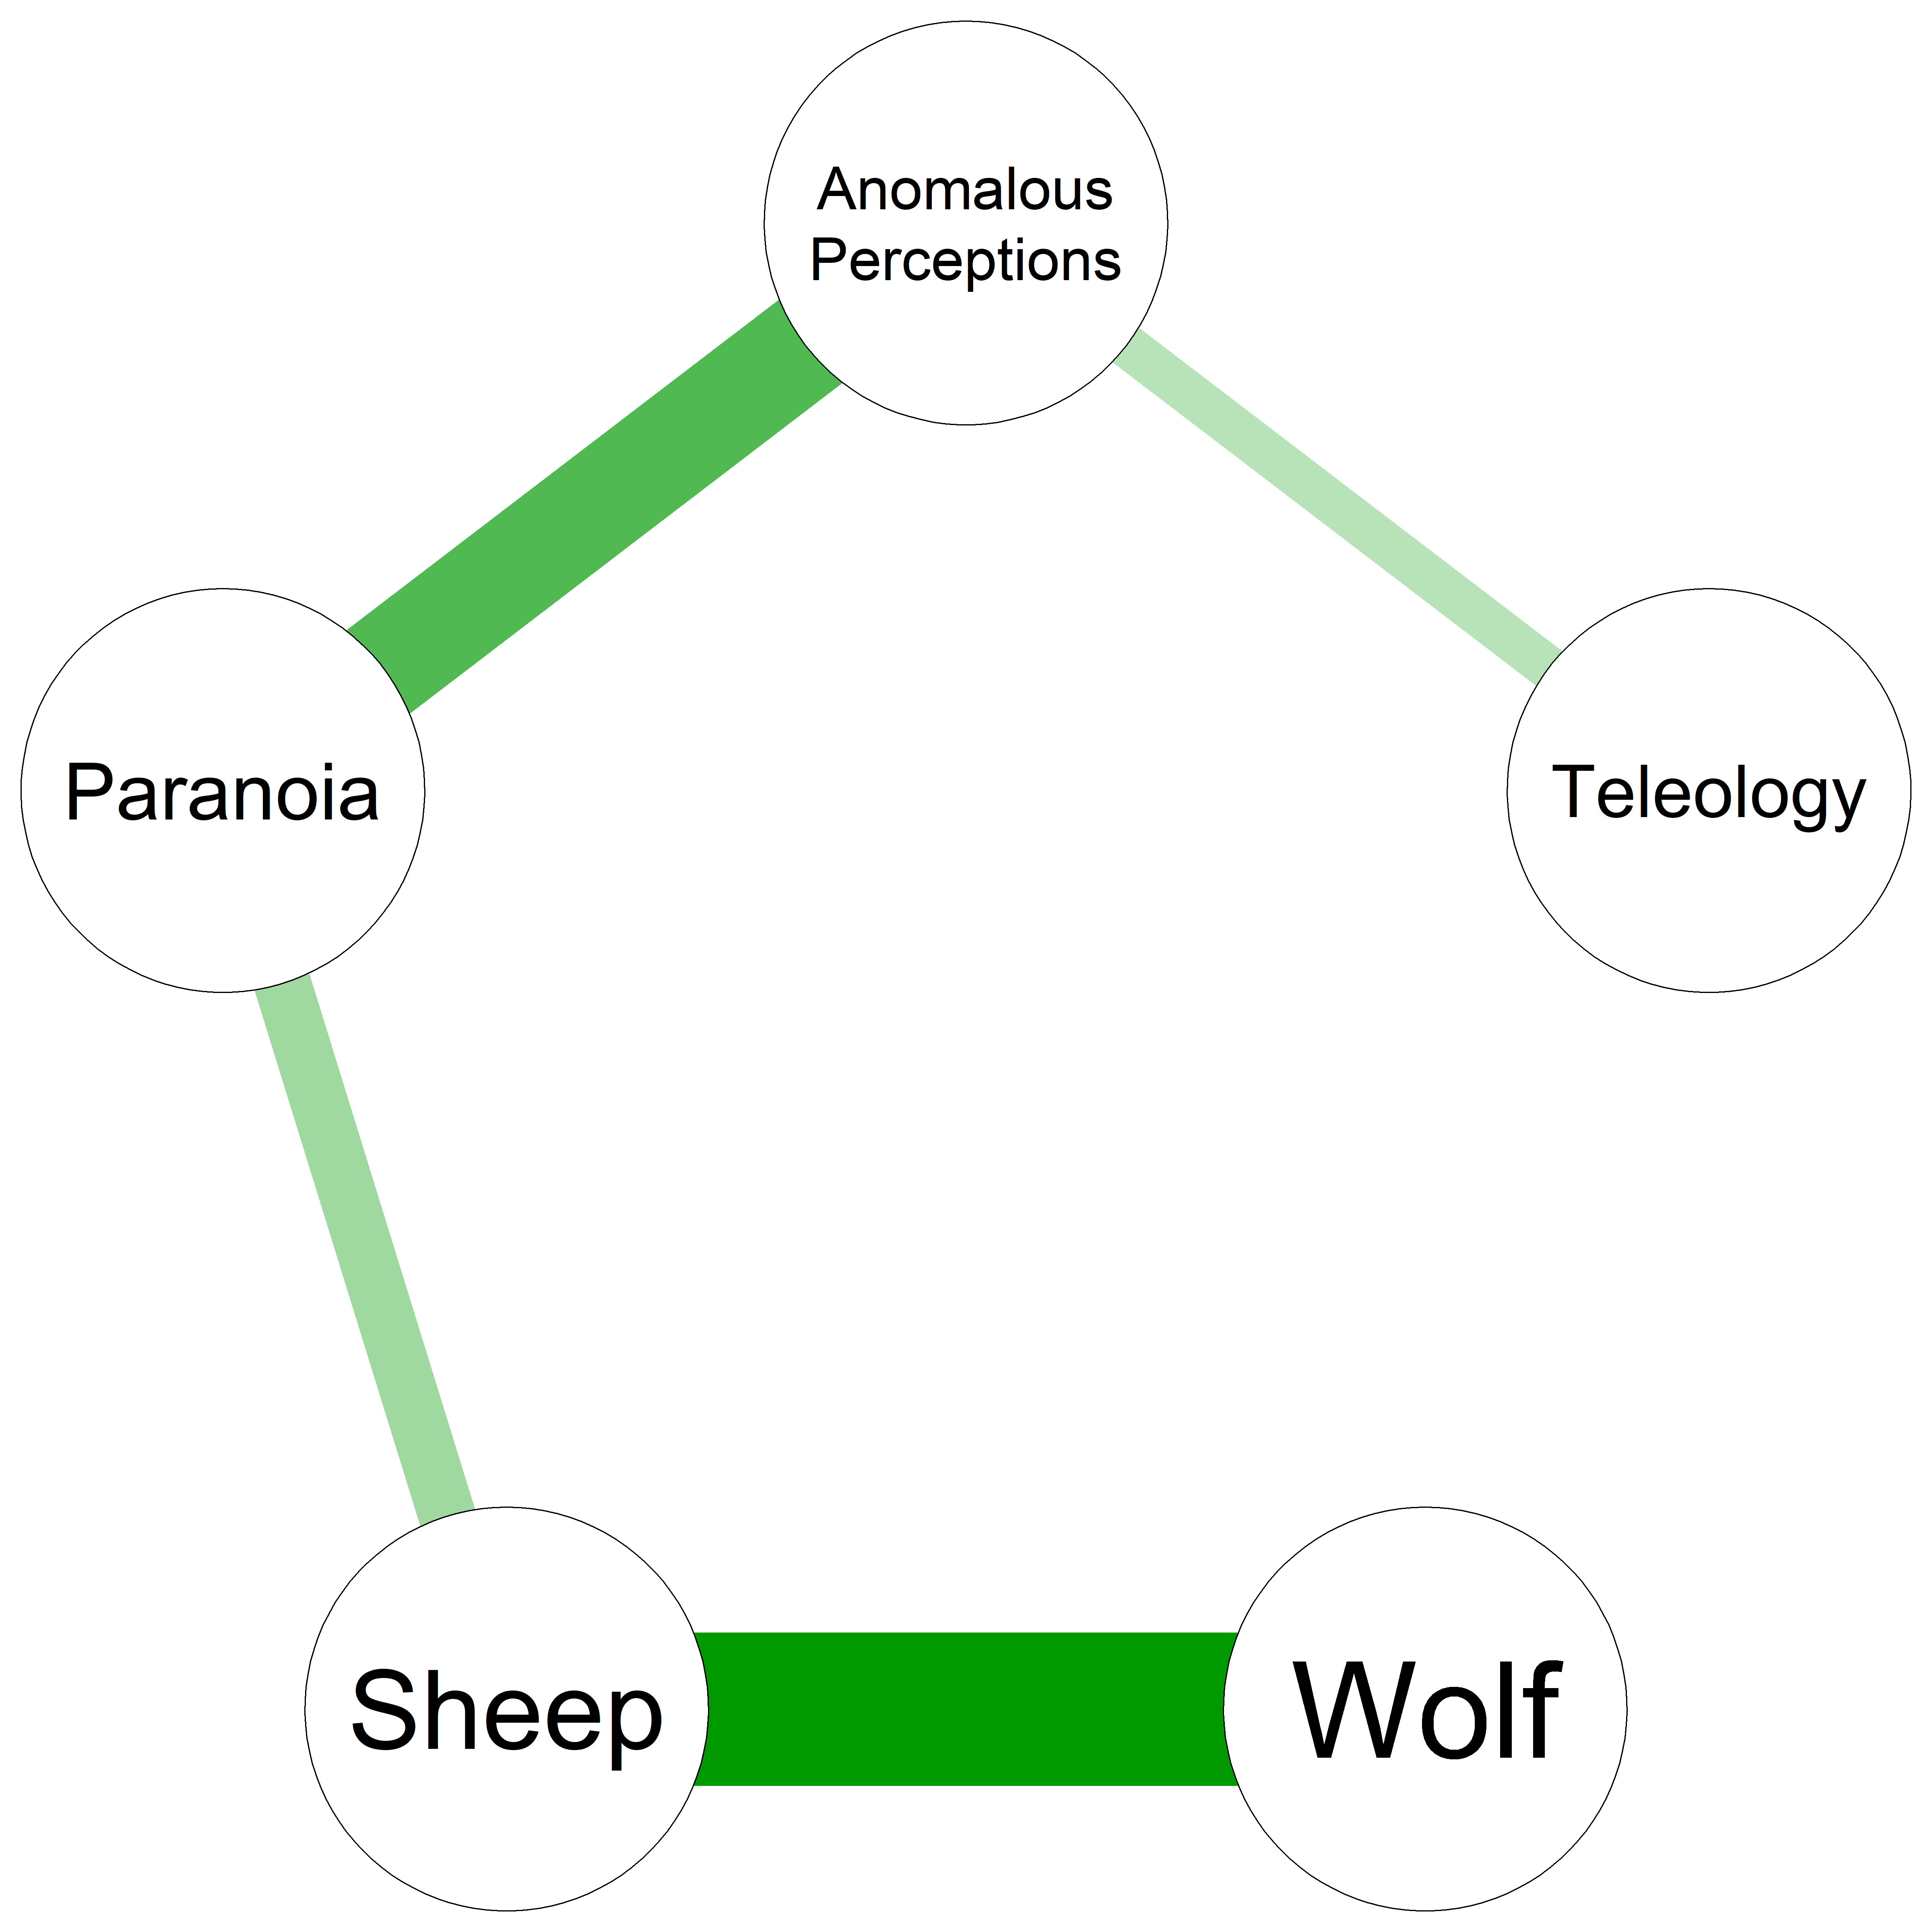 Anomalous
Perceptions
Paranoia
Teleology
Sheep
Wolf